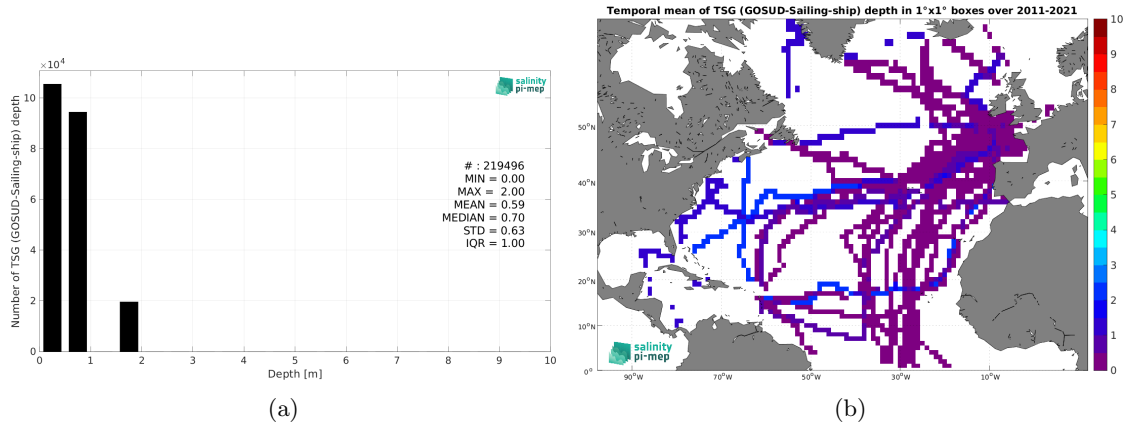 Temporal mean of TSG (GOSUD-Sailing-ship) depth in 1°x1° boxes over 2011-2021
×10⁴
Number of TSG (GOSUD-Sailing-ship) depth
10
8
6
4
2
0
0 1 2 3 4 5 6 7 8 9 10
Depth [m]
salinity
pi-mep
# : 219496
MIN = 0.00
MAX = 2.00
MEAN = 0.59
MEDIAN = 0.70
STD = 0.63
IQR = 1.00
(a)
50°N
40°N
30°N
20°N
10°N
0°
90°W 70°W 50°W 30°W 10°W
salinity
pi-mep
10
9
8
7
6
5
4
3
2
1
0
(b)